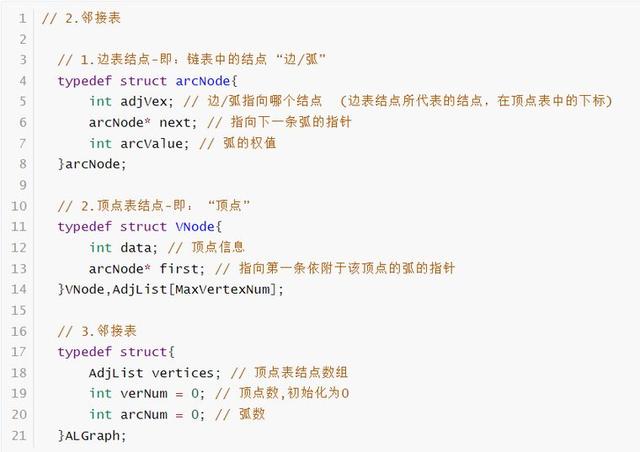 1 // 2.邻接表
2
3 // 1.边表结点-即：链表中的结点“边/弧”
4 typedef struct arcNode{
5 int adjVex; // 边/弧指向哪个结点 (边表结点所代表的结点，在顶点表中的下标)
6 arcNode* next; // 指向下一条弧的指针
7 int arcValue; // 弧的权值
8 }arcNode;
9
10 // 2.顶点表结点-即：“顶点”
11 typedef struct VNode{
12 int data; // 顶点信息
13 arcNode* first; // 指向第一条依附于该顶点的弧的指针
14 }VNode,AdjList[MaxVertexNum];
15
16 // 3.邻接表
17 typedef struct{
18 AdjList vertices; // 顶点表结点数组
19 int verNum = 0; // 顶点数,初始化为0
20 int arcNum = 0; // 弧数
21 }ALGraph;